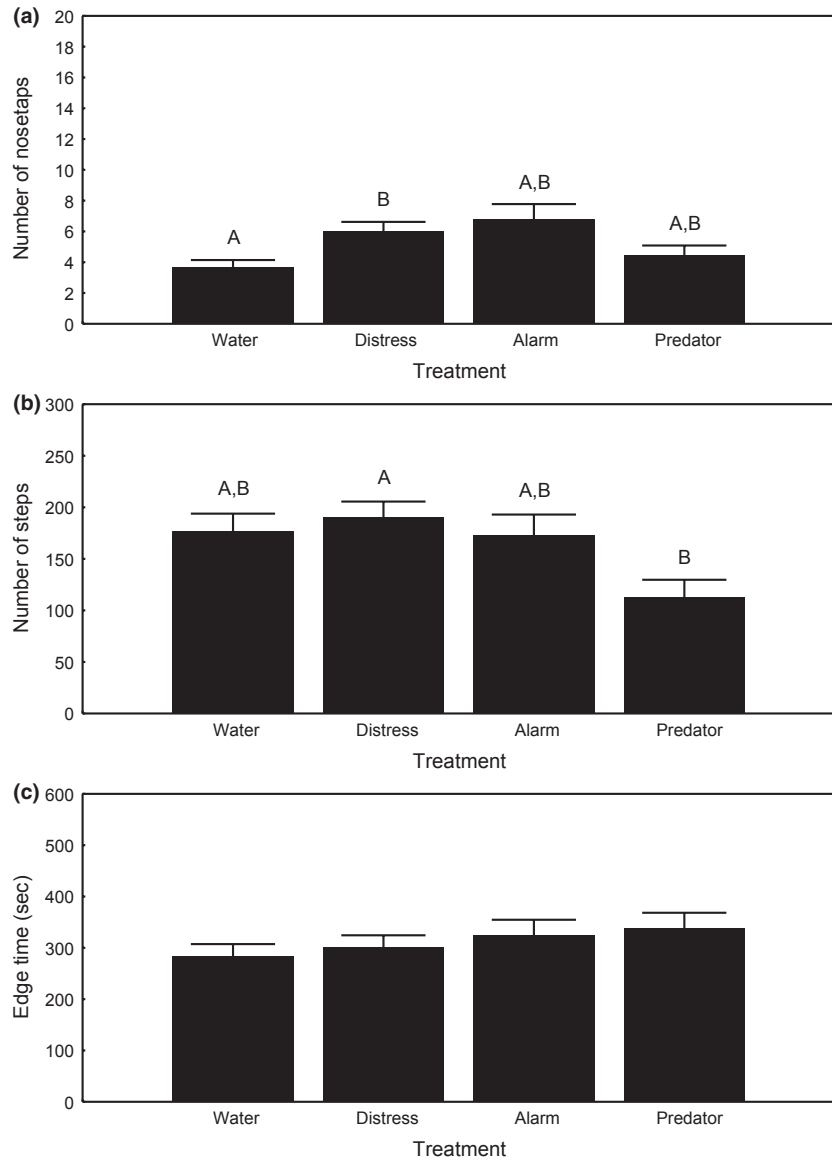 (a)
Number of nosetaps
20
18
16
14
12
10
8
6
4
2
0
A
B
A,B
A,B
Water Distress Alarm Predator
Treatment
(b)
Number of steps
300
250
200
150
100
50
0
A,B
A
A,B
B
Water Distress Alarm Predator
Treatment
(c)
Edge time (sec)
600
500
400
300
200
100
0
Water Distress Alarm Predator
Treatment